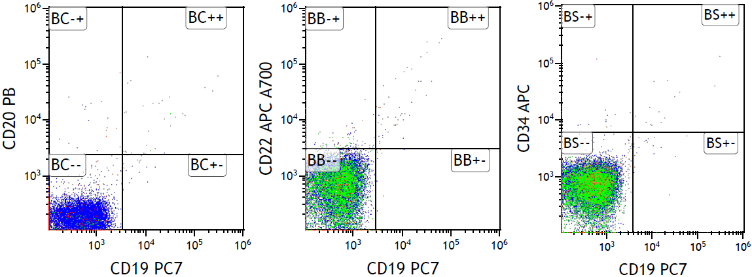 10⁶ BC-+ BC++
10⁵
10⁴
BC-- BC+-
10³
10³ 10⁴ 10⁵ 10⁶
CD20 PB
CD19 PC7
10⁶ BB-+ BB++
10⁵
10⁴
BB-- BB+-
10³
10³ 10⁴ 10⁵ 10⁶
CD22 APC A700
CD19 PC7
10⁶ BS-+ BS++
10⁵
10⁴
BS-- BS+-
10³
10³ 10⁴ 10⁵ 10⁶
CD34 APC
CD19 PC7